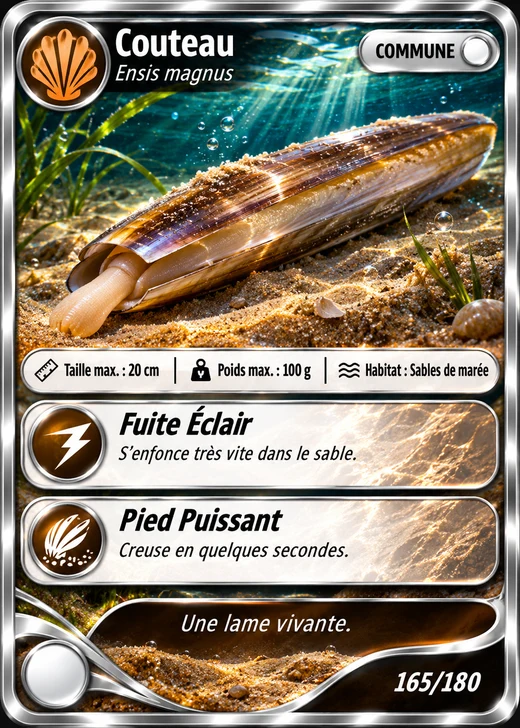 Couteau
Ensis magnus
COMMUNE
Taille max. : 20 cm
Poids max. : 100 g
Habitat : Sables de marée
Fuite Éclair
S'enfonce très vite dans le sable.
Pied Puissant
Creuse en quelques secondes.
Une lame vivante.
165/180